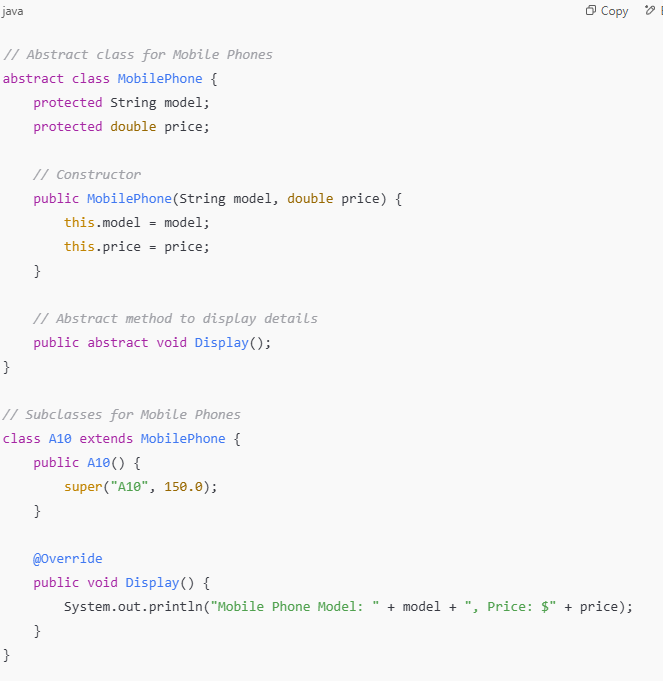 java
Copy
// Abstract class for Mobile Phones
abstract class MobilePhone {
    protected String model;
    protected double price;

    // Constructor
    public MobilePhone(String model, double price) {
        this.model = model;
        this.price = price;
    }

    // Abstract method to display details
    public abstract void Display();
}

// Subclasses for Mobile Phones
class A10 extends MobilePhone {
    public A10() {
        super("A10", 150.0);
    }

    @Override
    public void Display() {
        System.out.println("Mobile Phone Model: " + model + ", Price: $" + price);
    }
}